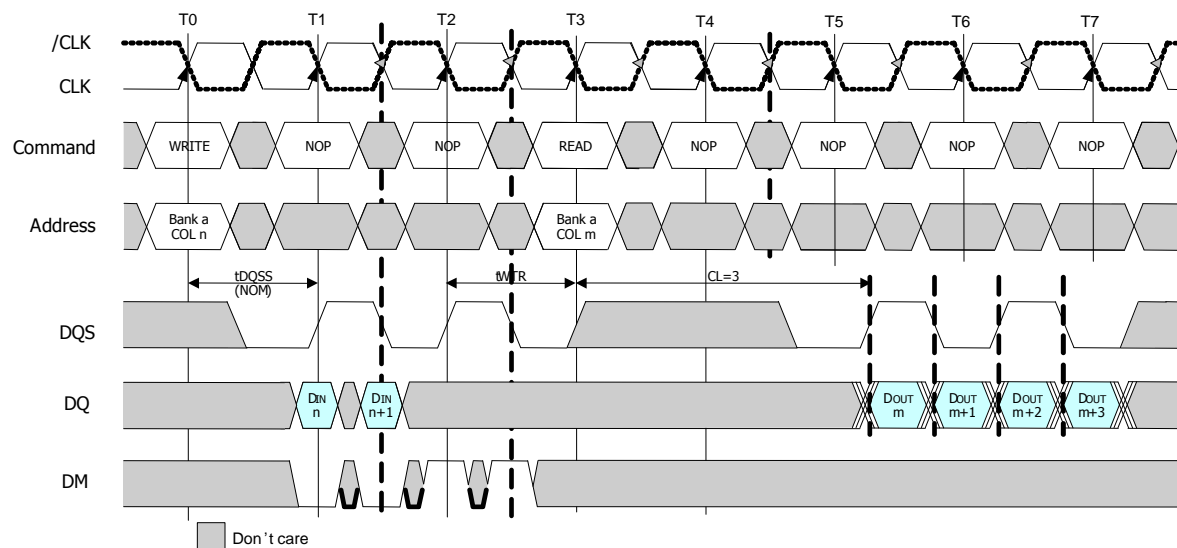 T0 T1 T2 T3 T4 T5 T6 T7
/CLK
CLK
Command WRITE NOP NOP READ NOP NOP NOP NOP
Address Bank a COL n Bank a COL m
tDQSS (NOM) tWTR CL=3
DQS
DQ DIN n DIN n+1 DOUT m DOUT m+1 DOUT m+2 DOUT m+3
DM
Don't care